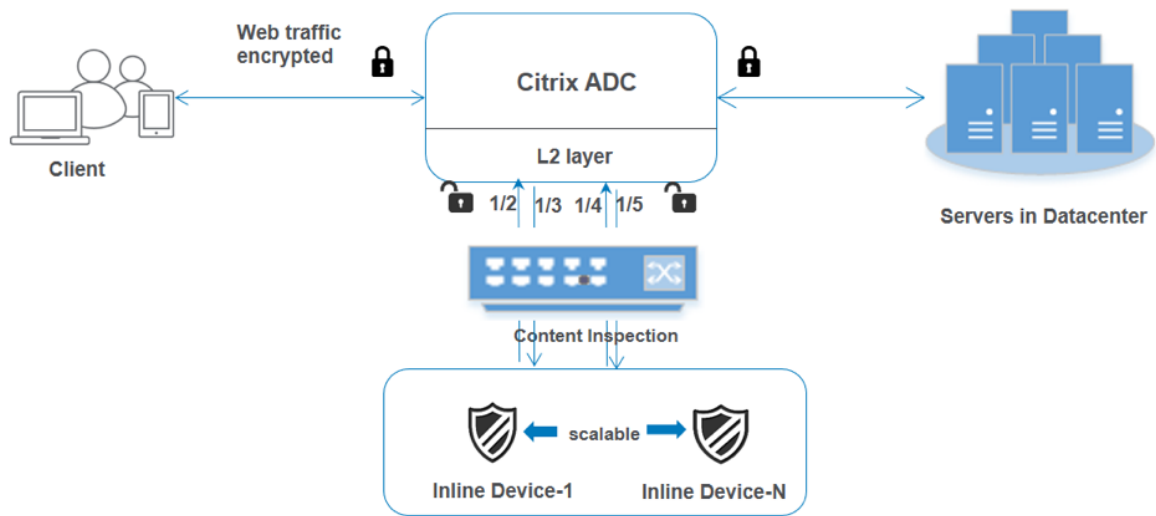 Web traffic
encrypted
Citrix ADC
L2 layer
Client
1/2 1/3 1/4 1/5
Servers in Datacenter
Content Inspection
scalable
Inline Device-1
Inline Device-N